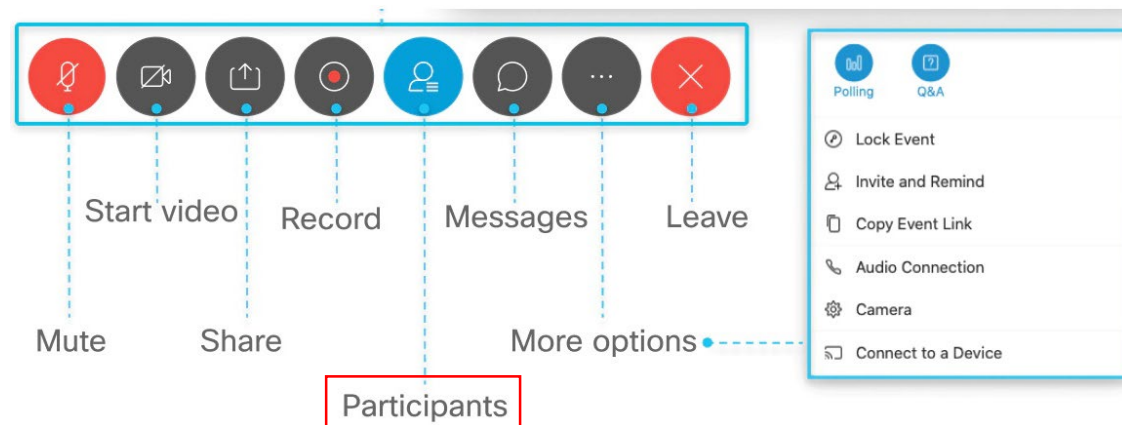 Start video
Record
Messages
Leave
Mute
Share
More options
Participants
Polling
Q&A
Lock Event
Invite and Remind
Copy Event Link
Audio Connection
Camera
Connect to a Device